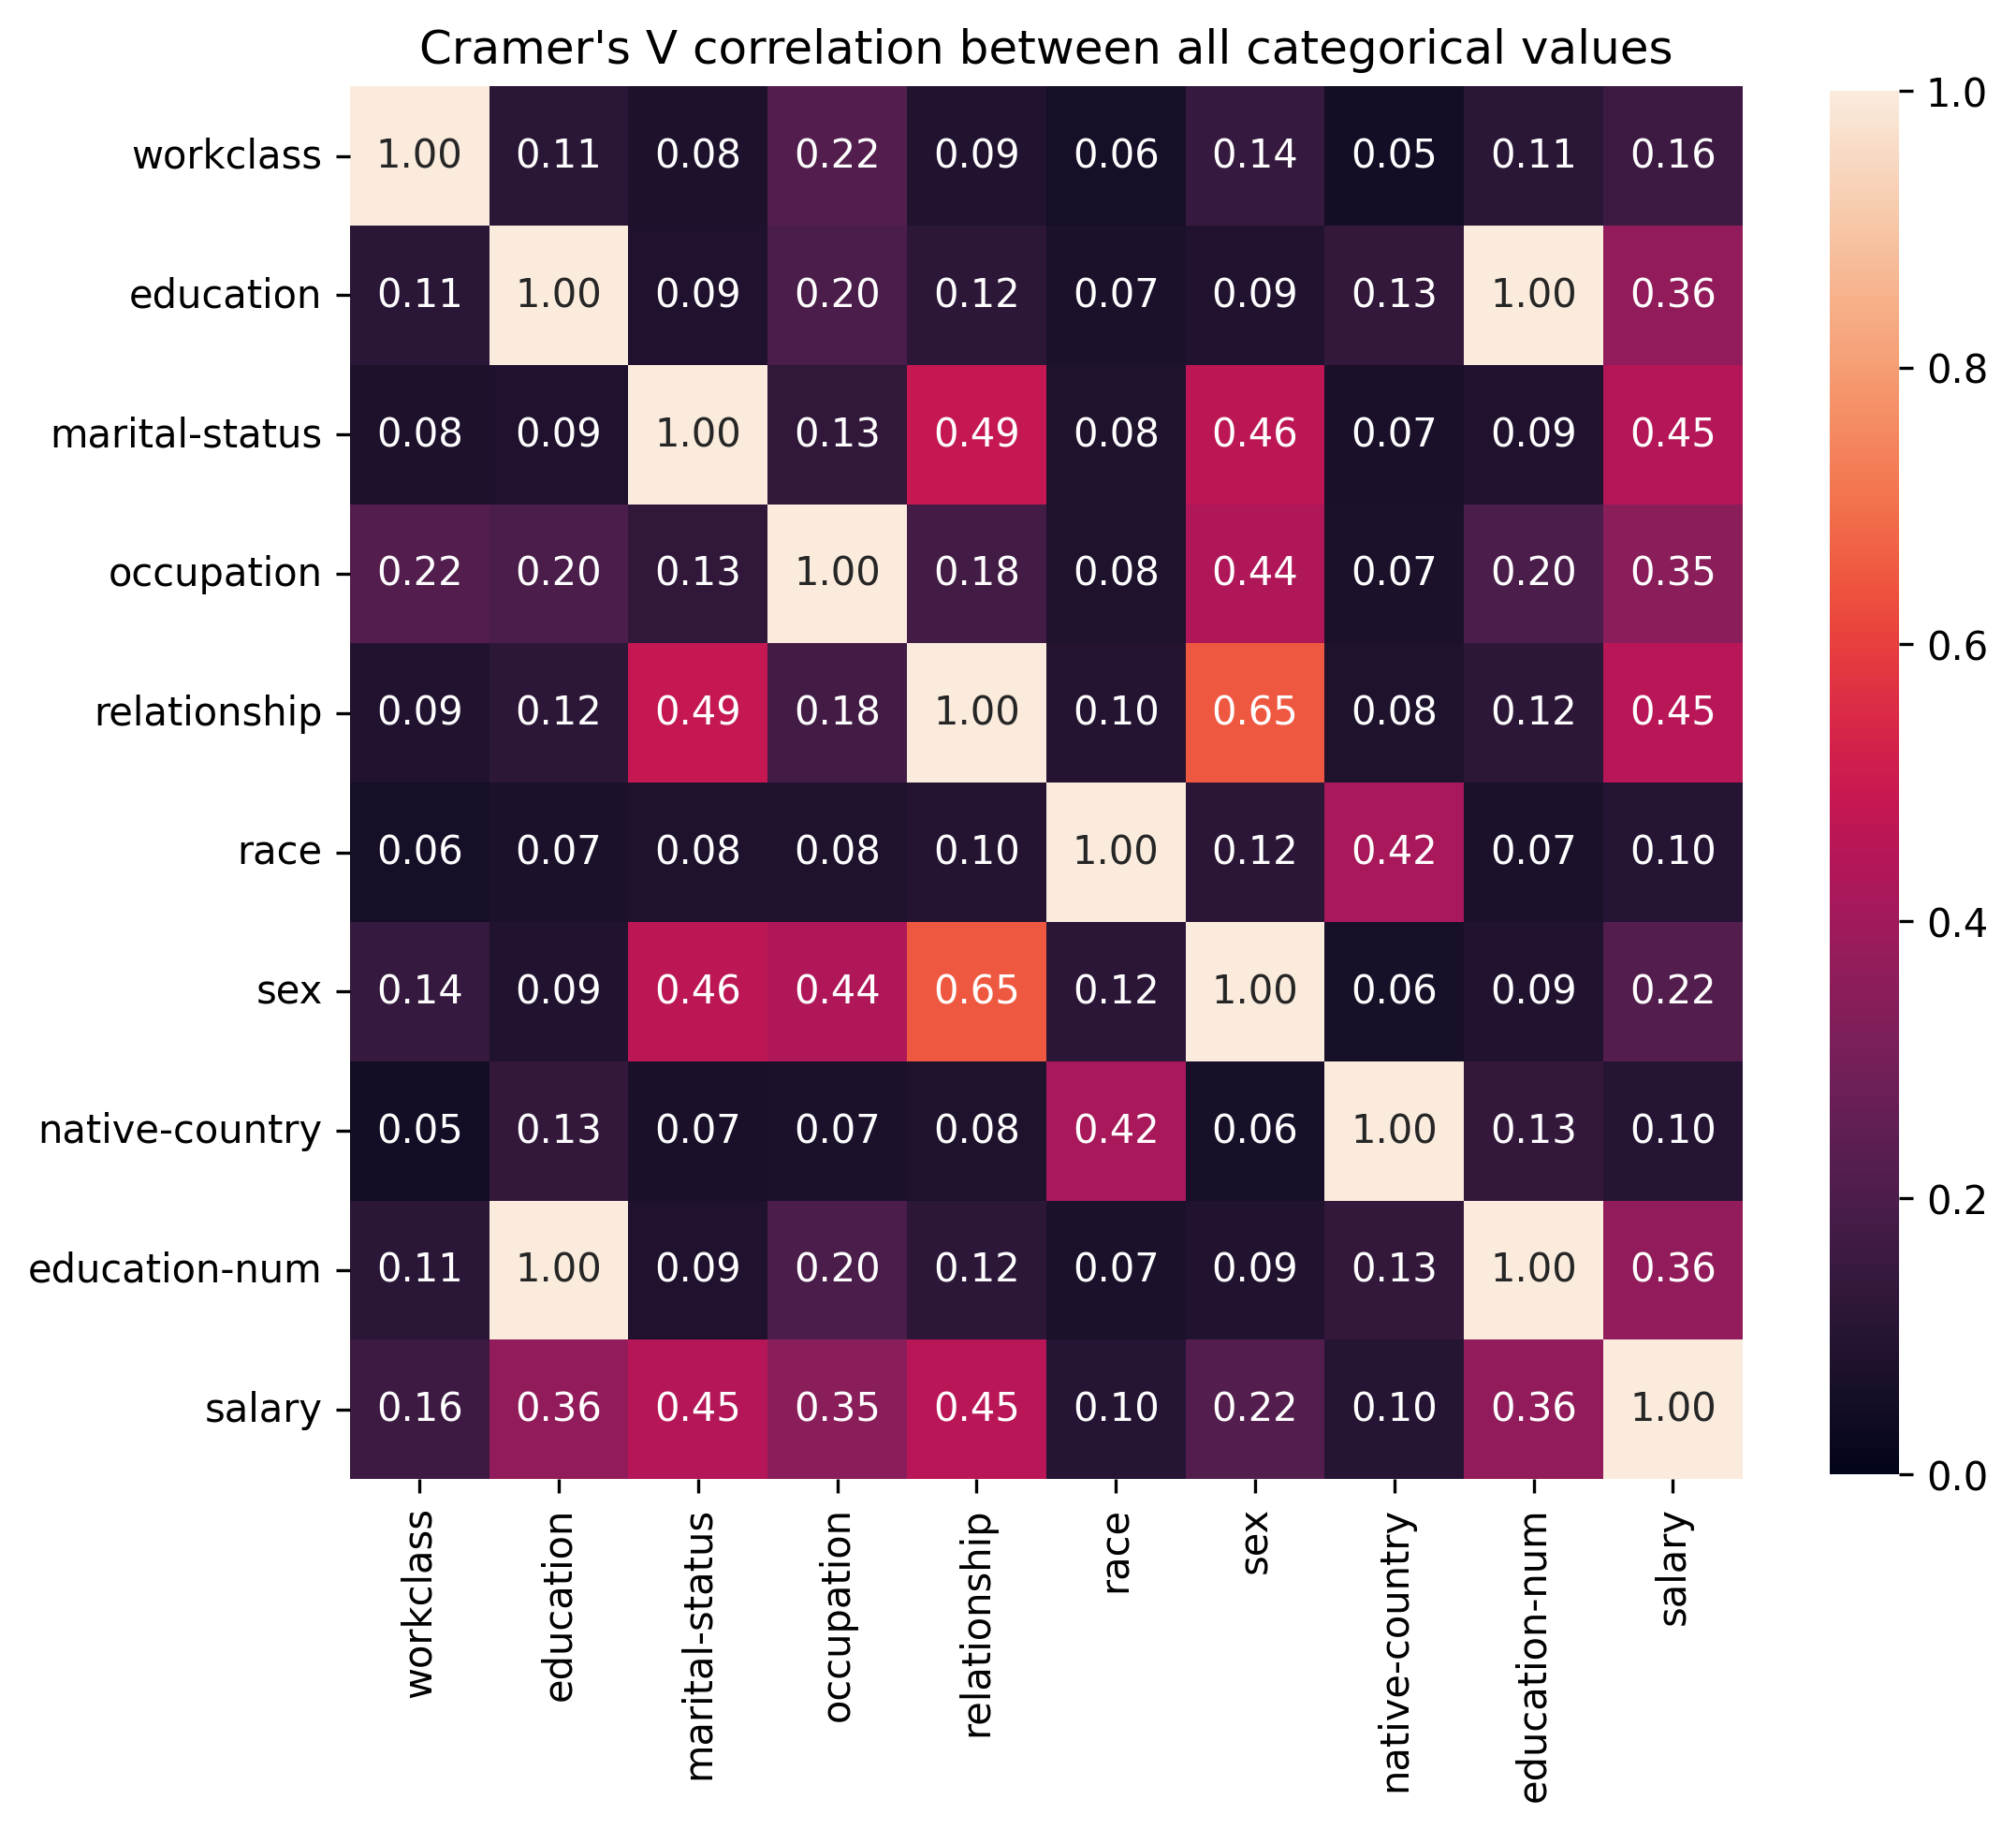 Cramer's V correlation between all categorical values
workclass 1.00 0.11 0.08 0.22 0.09 0.06 0.14 0.05 0.11 0.16
education 0.11 1.00 0.09 0.20 0.12 0.07 0.09 0.13 1.00 0.36
marital-status 0.08 0.09 1.00 0.13 0.49 0.08 0.46 0.07 0.09 0.45
occupation 0.22 0.20 0.13 1.00 0.18 0.08 0.44 0.07 0.20 0.35
relationship 0.09 0.12 0.49 0.18 1.00 0.10 0.65 0.08 0.12 0.45
race 0.06 0.07 0.08 0.08 0.10 1.00 0.12 0.42 0.07 0.10
sex 0.14 0.09 0.46 0.44 0.65 0.12 1.00 0.06 0.09 0.22
native-country 0.05 0.13 0.07 0.07 0.08 0.42 0.06 1.00 0.13 0.10
education-num 0.11 1.00 0.09 0.20 0.12 0.07 0.09 0.13 1.00 0.36
salary 0.16 0.36 0.45 0.35 0.45 0.10 0.22 0.10 0.36 1.00
workclass
education
marital-status
occupation
relationship
race
sex
native-country
education-num
salary
1.0
0.8
0.6
0.4
0.2
0.0